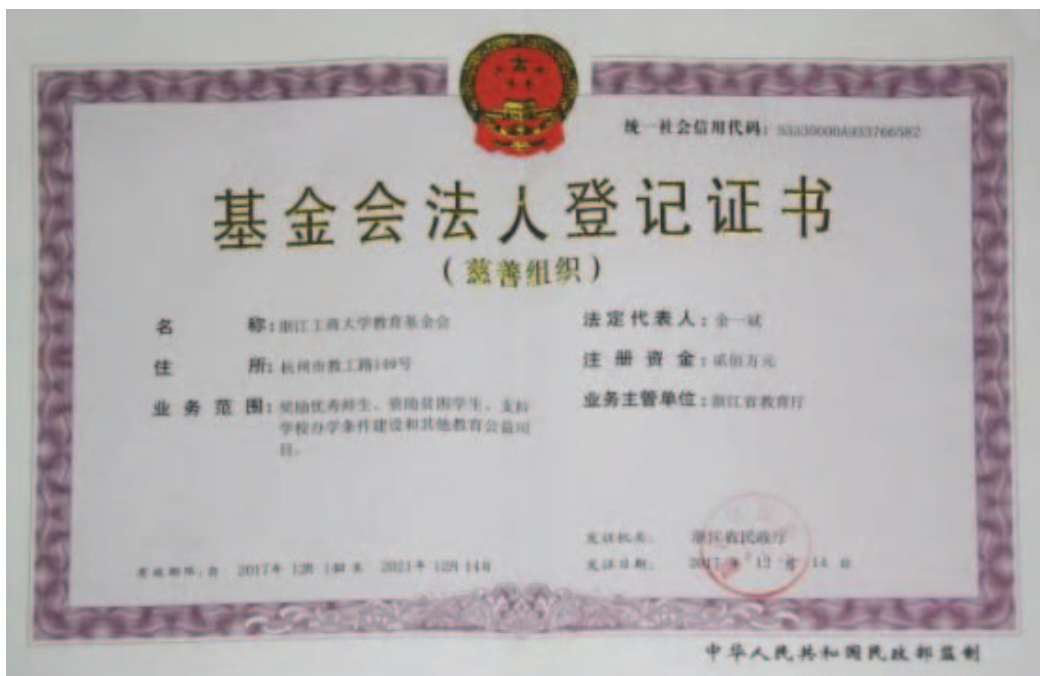 统一社会信用代码：53330000A933766582
基金会法人登记证书
（慈善组织）
名称：浙江工商大学教育基金会
住所：杭州市教工路149号
业务范围：奖励优秀师生、资助贫困学生、支持
学校办学条件建设和其他教育公益项
目。
法定代表人：金一斌
注册资金：贰佰万元
业务主管单位：浙江省教育厅
发证机关：浙江省民政厅
发证日期：2017年12月14日
有效期限：自 2017年 12月 14日 至 2021年 12月 14日
中华人民共和国民政部监制